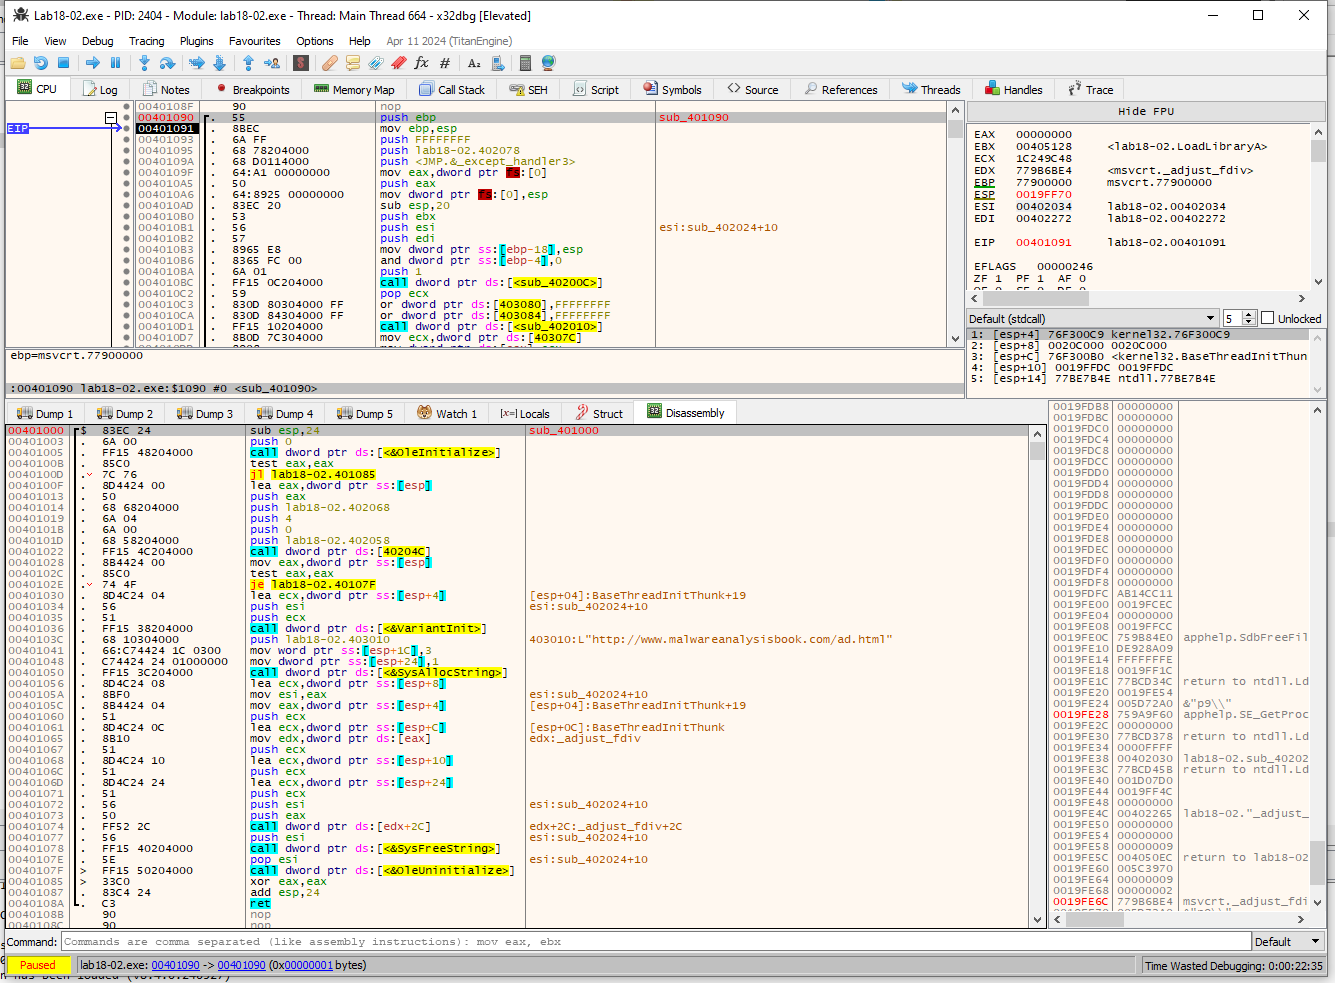 Lab18-02.exe - PID: 2404 - Module: lab18-02.exe - Thread: Main Thread 664 - x32dbg [Elevated]
File View Debug Tracing Plugins Favourites Options Help Apr 11 2024 (TitanEngine)
CPU Log Notes Breakpoints Memory Map Call Stack SEH Script Symbols Source References Threads Handles Trace
0040108F 90 nop
00401090 . 55 push ebp sub_401090
EIP 00401091 . 8BEC mov ebp,esp
00401093 . 6A FF push FFFFFFFF
00401095 . 68 78204000 push lab18-02.402078
0040109A . 68 D0114000 push <JMP.&_except_handler3>
0040109F . 64:A1 00000000 mov eax,dword ptr fs:[0]
004010A5 . 50 push eax
004010A6 . 64:8925 00000000 mov dword ptr fs:[0],esp
004010AD . 83EC 20 sub esp,20
004010B0 . 53 push ebx
004010B1 . 56 push esi esi:sub_402024+10
004010B2 . 57 push edi
004010B3 . 8965 E8 mov dword ptr ss:[ebp-18],esp
004010B6 . 8365 FC 00 and dword ptr ss:[ebp-4],0
004010BA . 6A 01 push 1
004010BC . FF15 0C204000 call dword ptr ds:[<sub_40200C>]
004010C2 . 59 pop ecx
004010C3 . 830D 80304000 FF or dword ptr ds:[403080],FFFFFFFF
004010CA . 830D 84304000 FF or dword ptr ds:[403084],FFFFFFFF
004010D1 . FF15 10204000 call dword ptr ds:[<sub_402010>]
004010D7 . 8B0D 7C304000 mov ecx,dword ptr ds:[40307C]
Hide FPU
EAX 00000000
EBX 00405128 <lab18-02.LoadLibraryA>
ECX 1C249C48
EDX 779B6BE4 <msvcrt._adjust_fdiv>
EBP 77900000 msvcrt.77900000
ESP 0019FF70
ESI 00402034 lab18-02.00402034
EDI 00402272 lab18-02.00402272
EIP 00401091 lab18-02.00401091
EFLAGS 00000246
ZF 1 PF 1 AF 0
Default (stdcall) 5 Unlocked
1: [esp+4] 76F300C9 kernel32.76F300C9
2: [esp+8] 0020C000 0020C000
3: [esp+C] 76F300B0 <kernel32.BaseThreadInitThun
4: [esp+10] 0019FFDC 0019FFDC
5: [esp+14] 77BE7B4E ntdll.77BE7B4E
ebp=msvcrt.77900000
:00401090 lab18-02.exe:$1090 #0 <sub_401090>
Dump 1 Dump 2 Dump 3 Dump 4 Dump 5 Watch 1 [x=] Locals Struct Disassembly
00401000 $ 83EC 24 sub esp,24 sub_401000
00401003 . 6A 00 push 0
00401005 . FF15 48204000 call dword ptr ds:[<&OleInitialize>]
0040100B . 85C0 test eax,eax
0040100D . 7C 76 jl lab18-02.401085
0040100F . 8D4424 00 lea eax,dword ptr ss:[esp]
00401013 . 50 push eax
00401014 . 68 68204000 push lab18-02.402068
00401019 . 6A 04 push 4
0040101B . 6A 00 push 0
0040101D . 68 58204000 push lab18-02.402058
00401022 . FF15 4C204000 call dword ptr ds:[40204C]
00401028 . 8B4424 00 mov eax,dword ptr ss:[esp]
0040102C . 85C0 test eax,eax
0040102E . 74 4F je lab18-02.40107F
00401030 . 8D4C24 04 lea ecx,dword ptr ss:[esp+4] [esp+04]:BaseThreadInitThunk+19
00401034 . 56 push esi esi:sub_402024+10
00401035 . 51 push ecx
00401036 . FF15 38204000 call dword ptr ds:[<&VariantInit>]
0040103C . 68 10304000 push lab18-02.403010 403010:L"http://www.malwareanalysisbook.com/ad.html"
00401041 . 66:C74424 1C 0300 mov word ptr ss:[esp+1C],3
00401048 . C74424 24 01000000 mov dword ptr ss:[esp+24],1
00401050 . FF15 3C204000 call dword ptr ds:[<&SysAllocString>]
00401056 . 8D4C24 08 lea ecx,dword ptr ss:[esp+8]
0040105A . 8BF0 mov esi,eax esi:sub_402024+10
0040105C . 8B4424 04 mov eax,dword ptr ss:[esp+4] [esp+04]:BaseThreadInitThunk+19
00401060 . 51 push ecx
00401061 . 8D4C24 0C lea ecx,dword ptr ss:[esp+C] [esp+0C]:BaseThreadInitThunk
00401065 . 8B10 mov edx,dword ptr ds:[eax] edx:_adjust_fdiv
00401067 . 51 push ecx
00401068 . 8D4C24 10 lea ecx,dword ptr ss:[esp+10]
0040106C . 51 push ecx
0040106D . 8D4C24 24 lea ecx,dword ptr ss:[esp+24]
00401071 . 51 push ecx
00401072 . 56 push esi esi:sub_402024+10
00401073 . 50 push eax
00401074 . FF52 2C call dword ptr ds:[edx+2C] edx+2C:_adjust_fdiv+2C
00401077 . 56 push esi esi:sub_402024+10
00401078 . FF15 40204000 call dword ptr ds:[<&SysFreeString>]
0040107E . 5E pop esi esi:sub_402024+10
0040107F > FF15 50204000 call dword ptr ds:[<&OleUninitialize>]
00401085 > 33C0 xor eax,eax
00401087 . 83C4 24 add esp,24
0040108A . C3 ret
0040108B 90 nop
0040108C 90 nop
0019FDB8 00000000
0019FDBC 00000000
0019FDC0 00000000
0019FDC4 00000000
0019FDC8 00000000
0019FDCC 00000000
0019FDD0 00000000
0019FDD4 00000000
0019FDD8 00000000
0019FDDC 00000000
0019FDE0 00000000
0019FDE4 00000000
0019FDE8 00000000
0019FDEC 00000000
0019FDF0 00000000
0019FDF4 00000000
0019FDF8 00000000
0019FDFC AB14CC11
0019FE00 0019FCEC
0019FE04 00000000
0019FE08 0019FFCC
0019FE0C 759B84E0 apphelp.SdbFreeFil
0019FE10 DE928A09
0019FE14 FFFFFFFE
0019FE18 0019FF1C
0019FE1C 77BCD34C return to ntdll.Ld
0019FE20 0019FE54
0019FE24 005D72A0 &"p9\\"
0019FE28 759A9F60 apphelp.SE_GetProc
0019FE2C 00000000
0019FE30 77BCD378 return to ntdll.Ld
0019FE34 0000FFFF
0019FE38 00402030 lab18-02.sub_40202
0019FE3C 77BCD45B return to ntdll.Ld
0019FE40 001D07D0
0019FE44 0019FF4C
0019FE48 00000000
0019FE4C 00402265 lab18-02."_adjust_
0019FE50 00000000
0019FE54 00000000
0019FE58 00000009
0019FE5C 004050EC return to lab18-02
0019FE60 005C3970
0019FE64 00000009
0019FE68 00000002
0019FE6C 779B6BE4 msvcrt._adjust_fdi
Command: Commands are comma separated (like assembly instructions): mov eax, ebx Default
Paused lab18-02.exe: 00401090 -> 00401090 (0x00000001 bytes) Time Wasted Debugging: 0:00:22:35